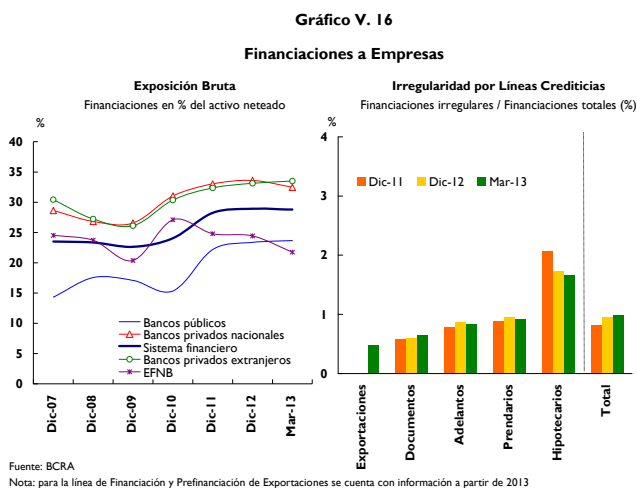 Gráfico V. 16
Financiaciones a Empresas
Exposición Bruta
Financiaciones en % del activo neteado
%
40
35
30
25
20
15
10
5
0
Bancos públicos
Bancos privados nacionales
Sistema financiero
Bancos privados extranjeros
EFNB
Dic-07
Dic-08
Dic-09
Dic-10
Dic-11
Dic-12
Mar-13
Irregularidad por Líneas Crediticias
Financiaciones irregulares / Financiaciones totales (%)
%
4
3
2
1
0
Dic-11
Dic-12
Mar-13
Exportaciones
Documentos
Adelantos
Prendarios
Hipotecarios
Total
Fuente: BCRA
Nota: para la línea de Financiación y Prefinanciación de Exportaciones se cuenta con información a partir de 2013